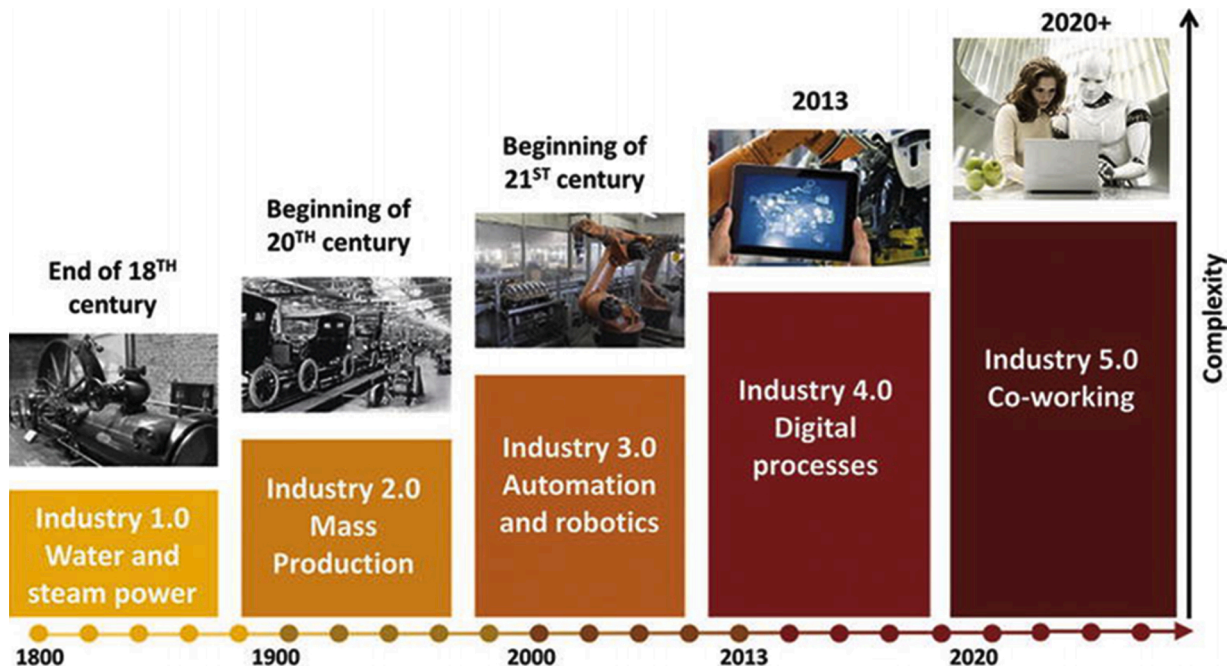 End of 18TH
century
Industry 1.0
Water and
steam power
Beginning of
20TH century
Industry 2.0
Mass
Production
Beginning of
21ST century
Industry 3.0
Automation
and robotics
2013
Industry 4.0
Digital
processes
2020+
Industry 5.0
Co-working
Complexity
1800
1900
2000
2013
2020